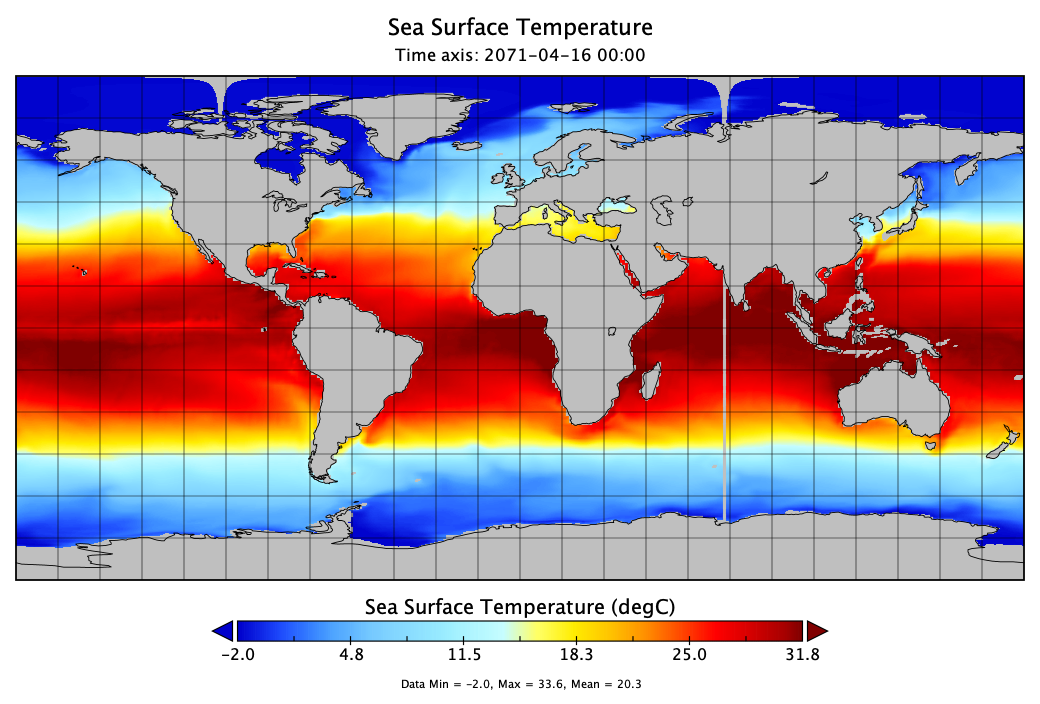 Sea Surface Temperature
Time axis: 2071-04-16 00:00
Sea Surface Temperature (degC)
-2.0 4.8 11.5 18.3 25.0 31.8
Data Min = -2.0, Max = 33.6, Mean = 20.3